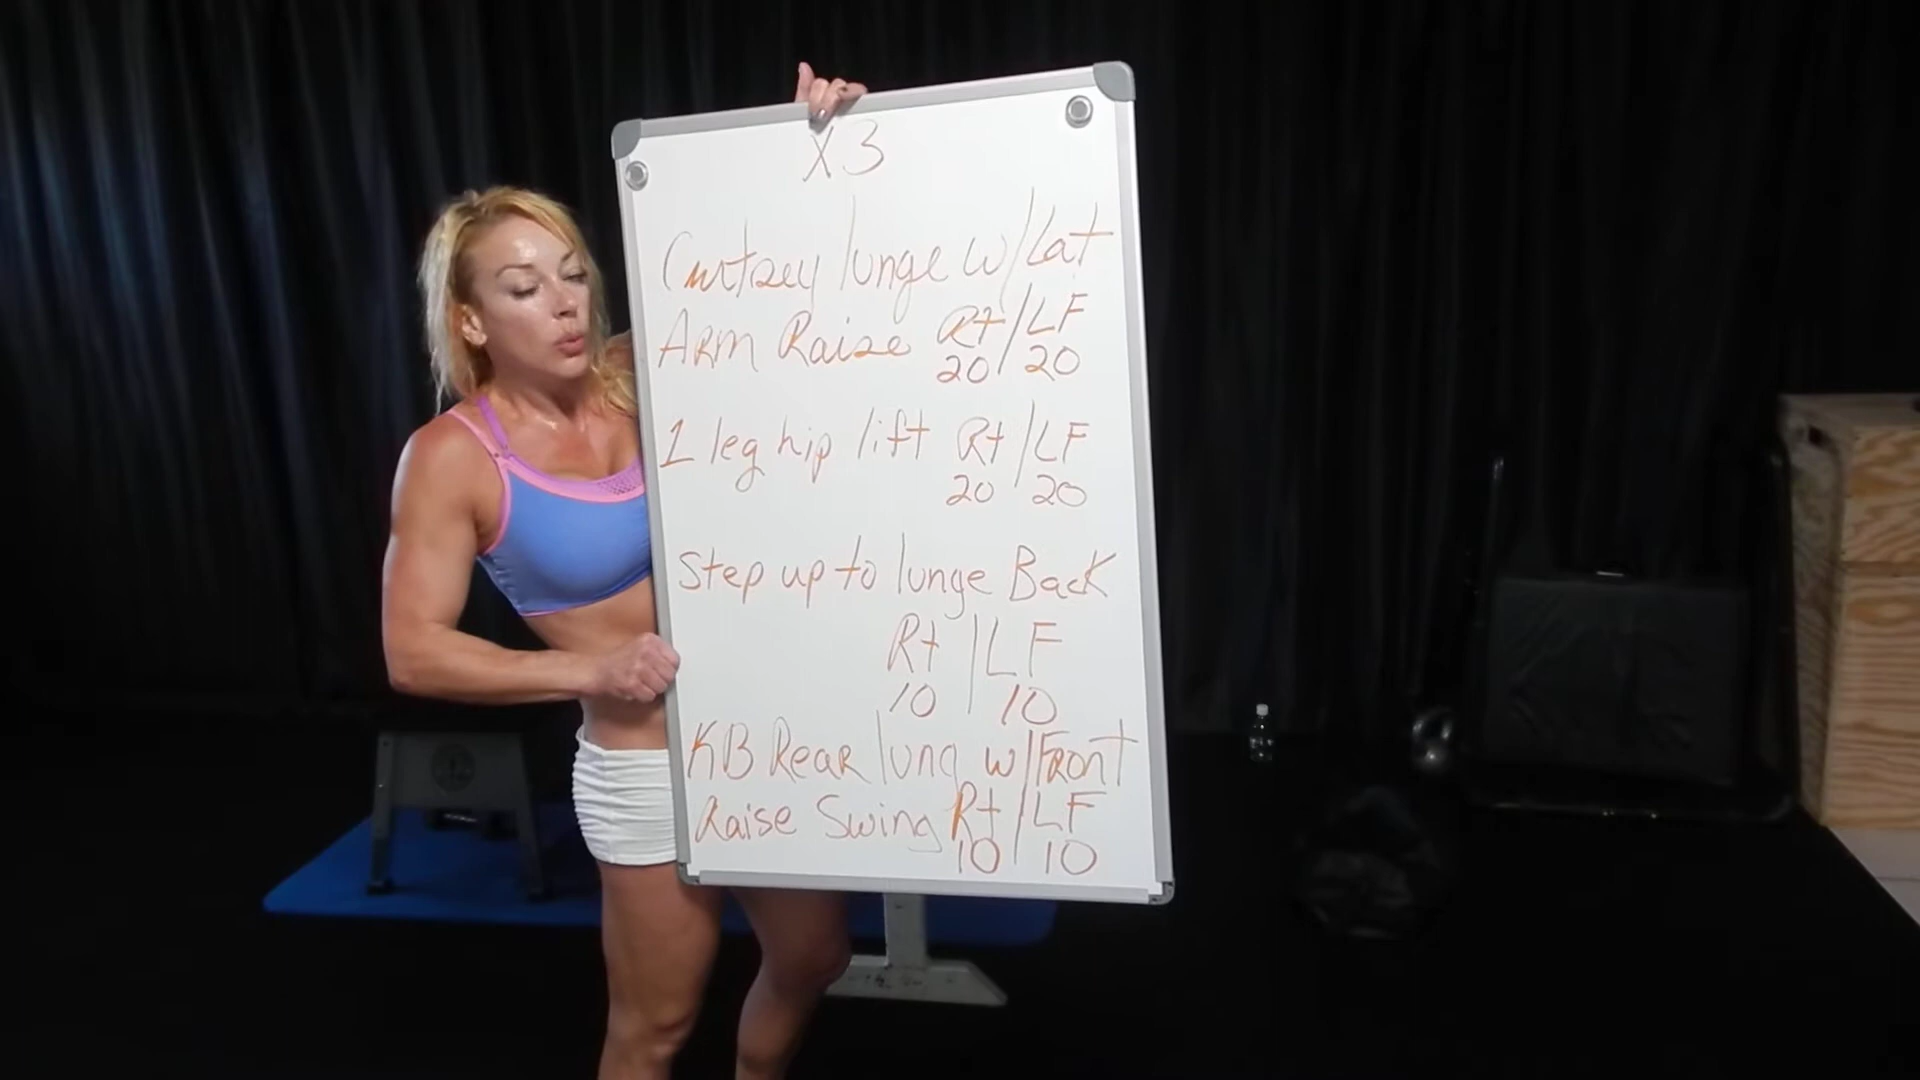 X3
Curtsey lunge w/Lat
Arm Raise Rt/LF
20/20
1 leg hip lift Rt/LF
20 20
Step up to lunge Back
Rt/LF
10 10
KB Rear lung w/Front
Raise Swing Rt/LF
10 10